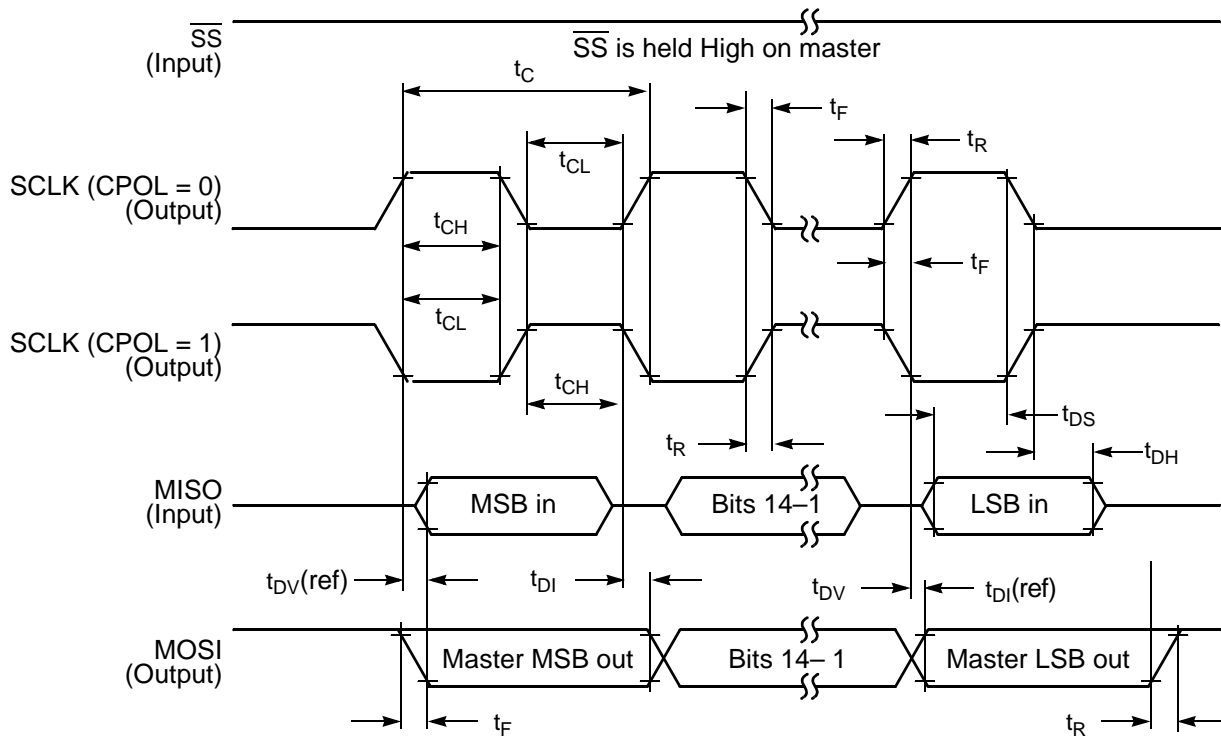 SS
(Input)
SS is held High on master
tC
tF
tR
tCL
SCLK (CPOL = 0)
(Output)
tCH
tF
tCL
SCLK (CPOL = 1)
(Output)
tCH
tDS
tR
tDH
MISO
(Input)
MSB in
Bits 14–1
LSB in
tDV(ref)
tDI
tDV
tDI(ref)
MOSI
(Output)
Master MSB out
Bits 14– 1
Master LSB out
tF
tR